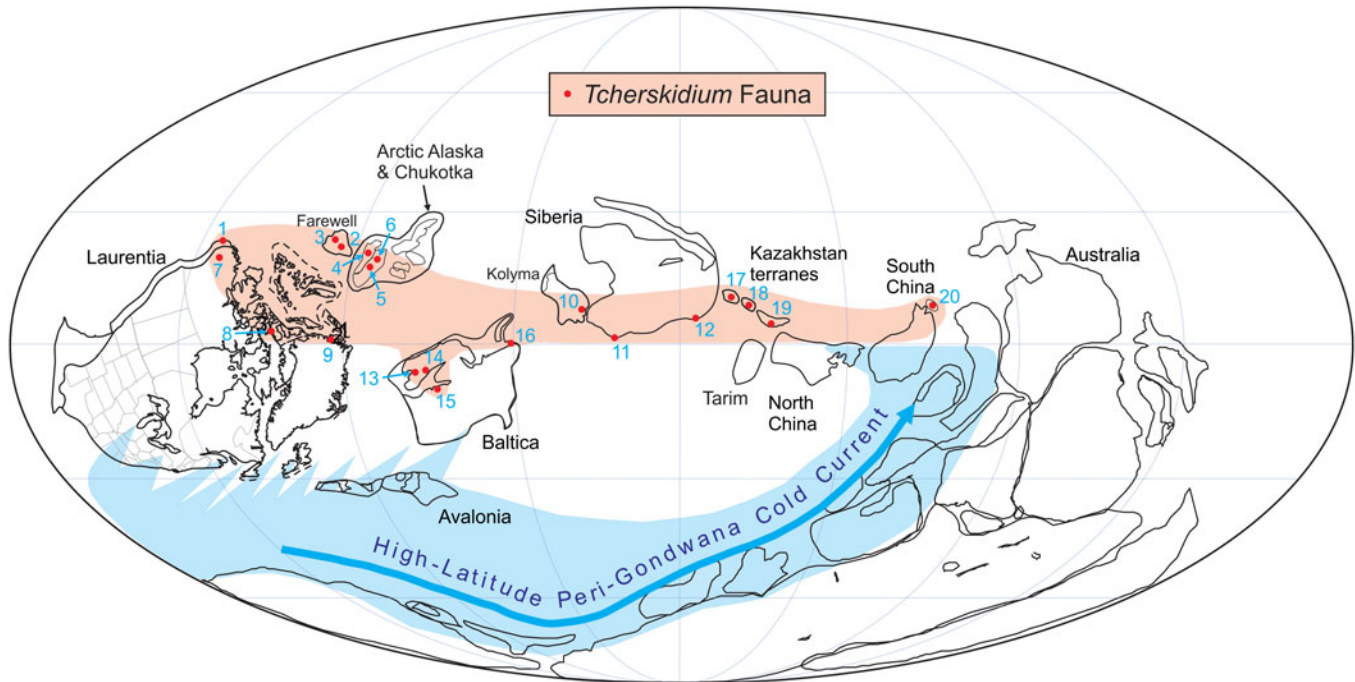 Tcherskidium Fauna
Arctic Alaska
& Chukotka
Farewell
Siberia
Laurentia
Kolyma
Kazakhstan
terranes
South
China
Australia
1
2
3
4
5
6
7
8
9
10
11
12
13
14
15
16
17
18
19
20
Tarim
North
China
Baltica
Avalonia
High-Latitude Peri-Gondwana Cold Current